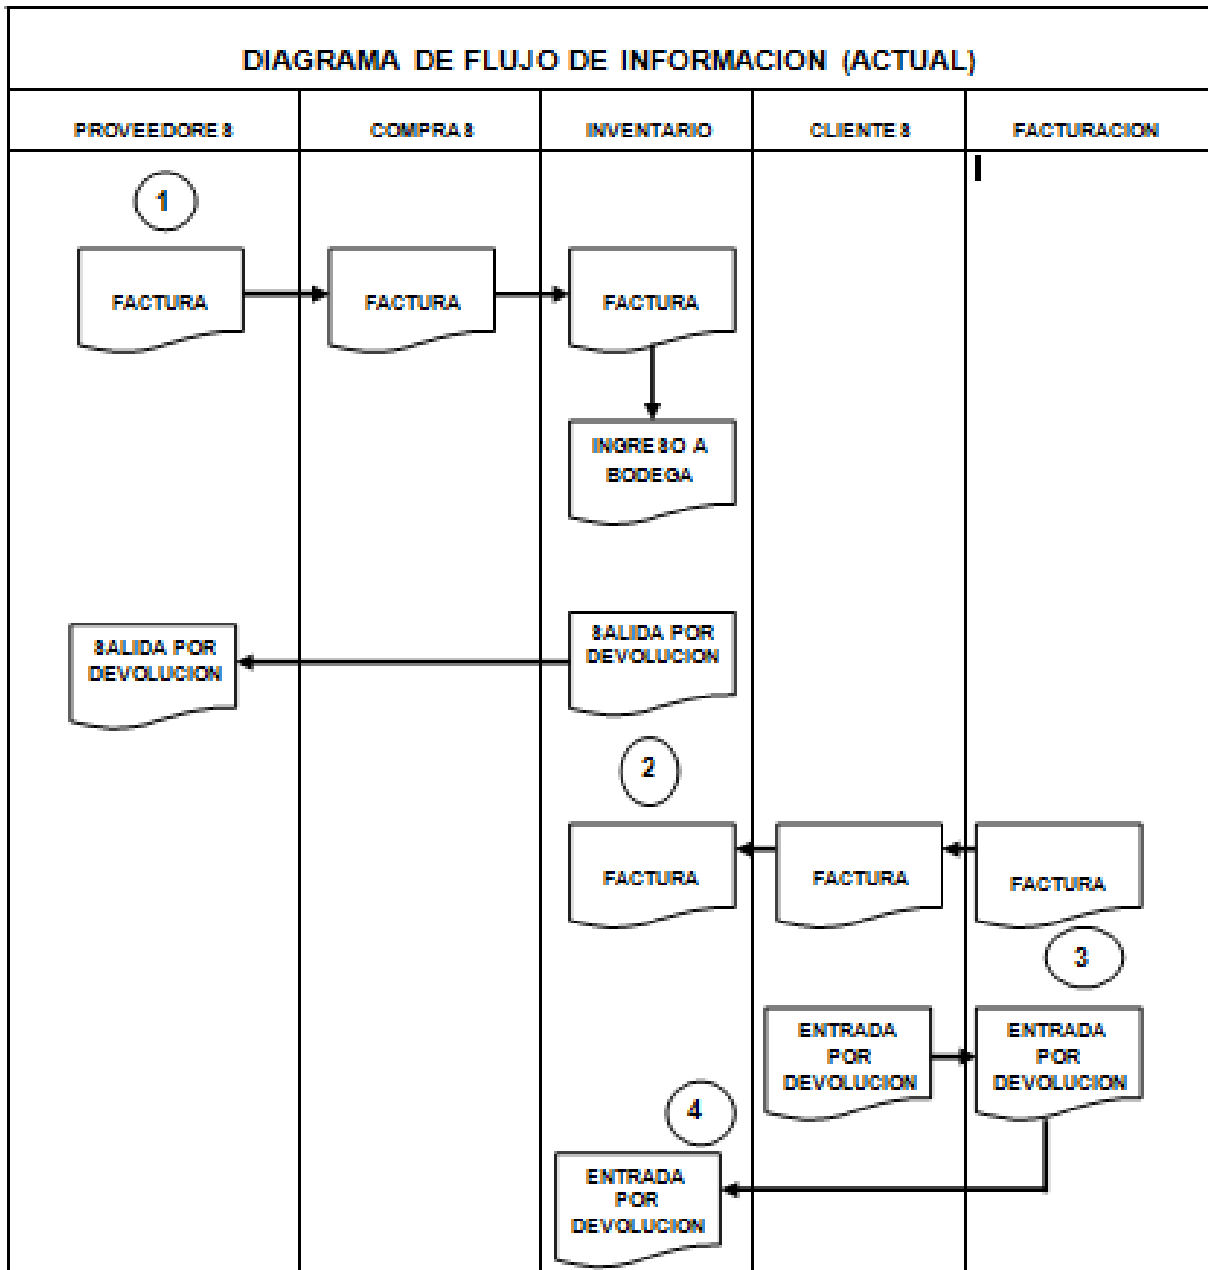 DIAGRAMA DE FLUJO DE INFORMACION (ACTUAL)
PROVEEDORES
COMPRAS
INVENTARIO
CLIENTES
FACTURACION
1
FACTURA
FACTURA
FACTURA
INGRESO A
BODEGA
SALIDA POR
DEVOLUCION
SALIDA POR
DEVOLUCION
2
FACTURA
FACTURA
FACTURA
3
ENTRADA
POR
DEVOLUCION
ENTRADA
POR
DEVOLUCION
4
ENTRADA
POR
DEVOLUCION